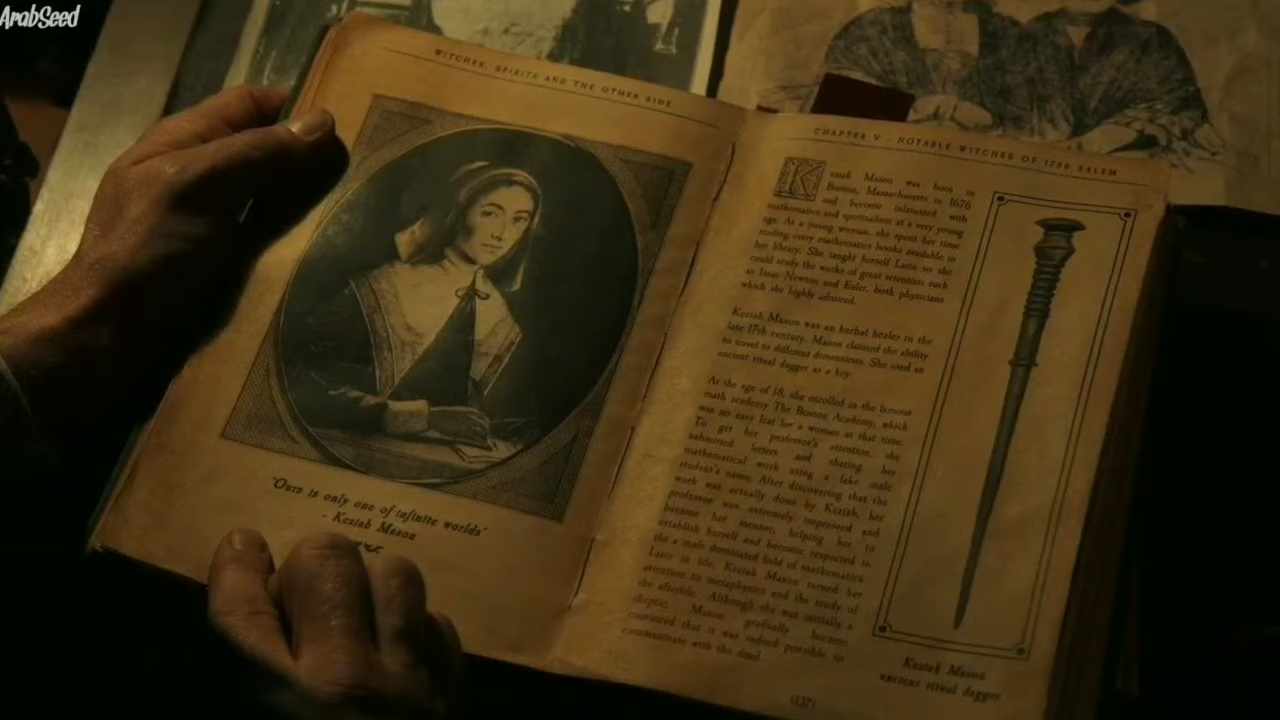 ArabSeed
WITCHES, SPIRITS AND THE OTHER SIDE
'Ours is only one of infinite worlds'
- Keziah Mason
CHAPTER V - NOTABLE WITCHES OF 1700 SALEM
Keziah Mason was born in
Boston, Massachusetts in 1676
and become infatuated with
mathematics and spiritualism at a very young
age. As a young woman, she spent her time
reading every mathematics books available in
her library. She taught herself Latin so she
could study the works of great scientists such
as Isaac Newton and Euler, both physicians
which she highly admired.
Keziah Mason was an herbal healer in the
late 17th century. Mason claimed the ability
to travel to different dimensions. She used an
ancient ritual dagger as a key.
At the age of 18, she enrolled in the famous
math academy The Boston Academy, which
was no easy feat for a woman at that time.
To get her professor's attention, she
submitted letters and sharing her
mathematical work using a fake male
student's name. After discovering that the
work was actually done by Keziah, her
professor was extremely impressed and
became her mentor, helping her to
establish herself and become respected in
the a male dominated field of mathematics.
Later in life, Keziah Mason turned her
attention to metaphysics and the study of
the afterlife. Although she was initially a
skeptic, Mason gradually became
convinced that it was indeed possible to
communicate with the dead.
Keziah Mason
ancient ritual dagger
(137)